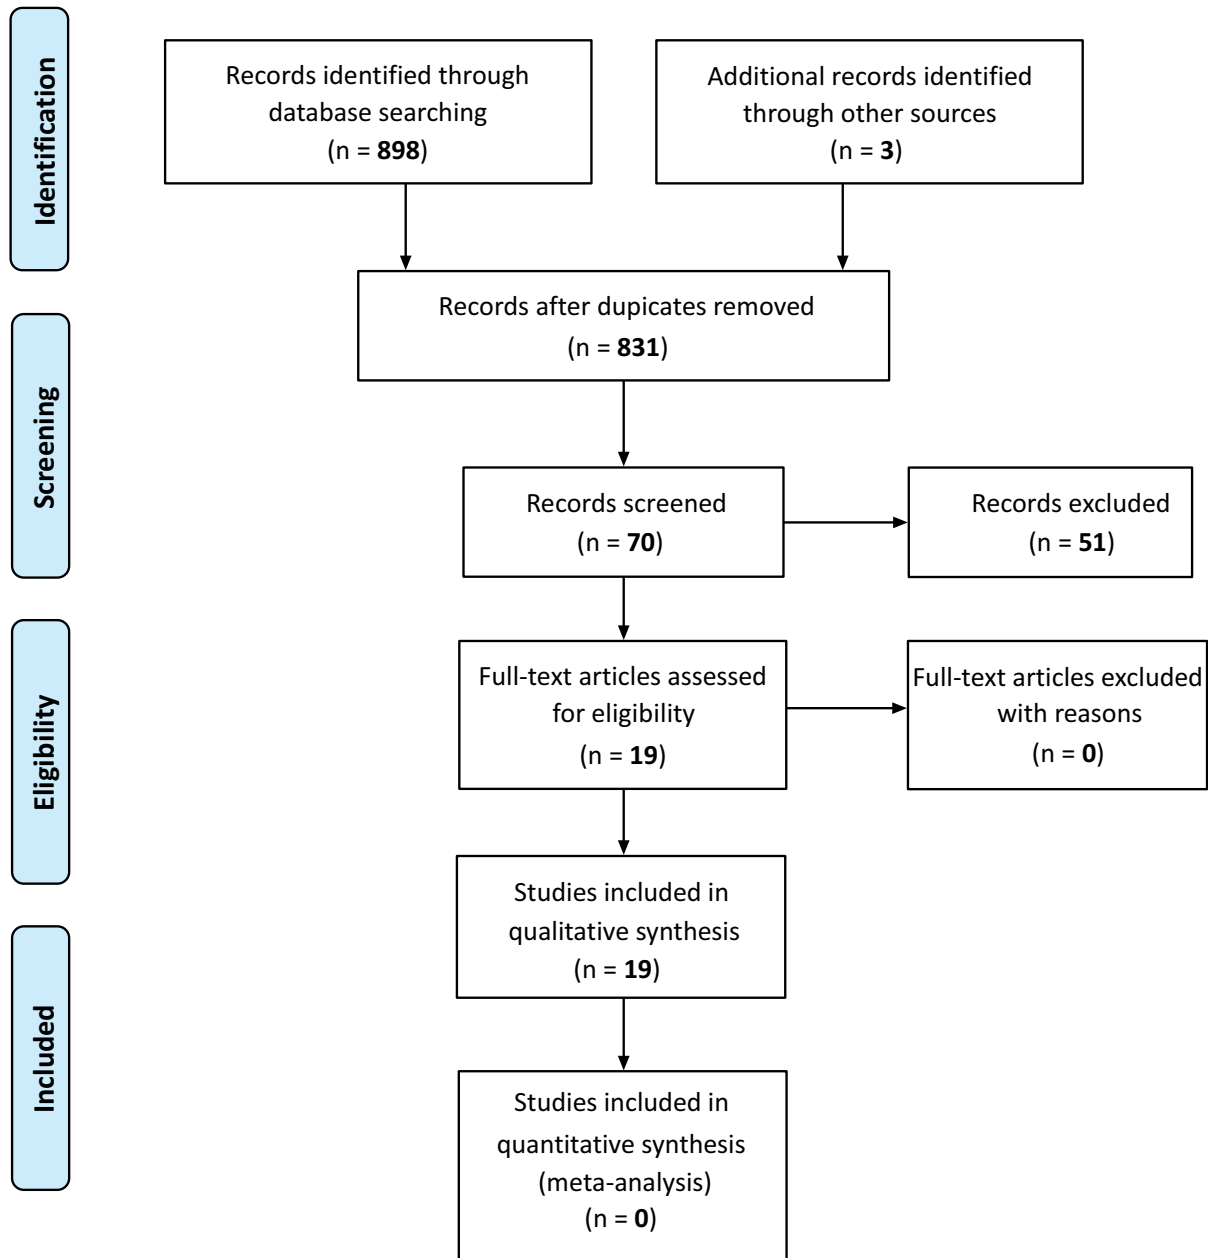 Identification
Records identified through
database searching
(n = 898)
Additional records identified
through other sources
(n = 3)
Records after dupicates removed
(n = 831)
Screening
Records screened
(n = 70)
Records excluded
(n = 51)
Eligibility
Full-text articles assessed
for eligibility
(n = 19)
Full-text articles excluded
with reasons
(n = 0)
Studies included in
qualitative synthesis
(n = 19)
Included
Studies included in
quantitative synthesis
(meta-analysis)
(n = 0)